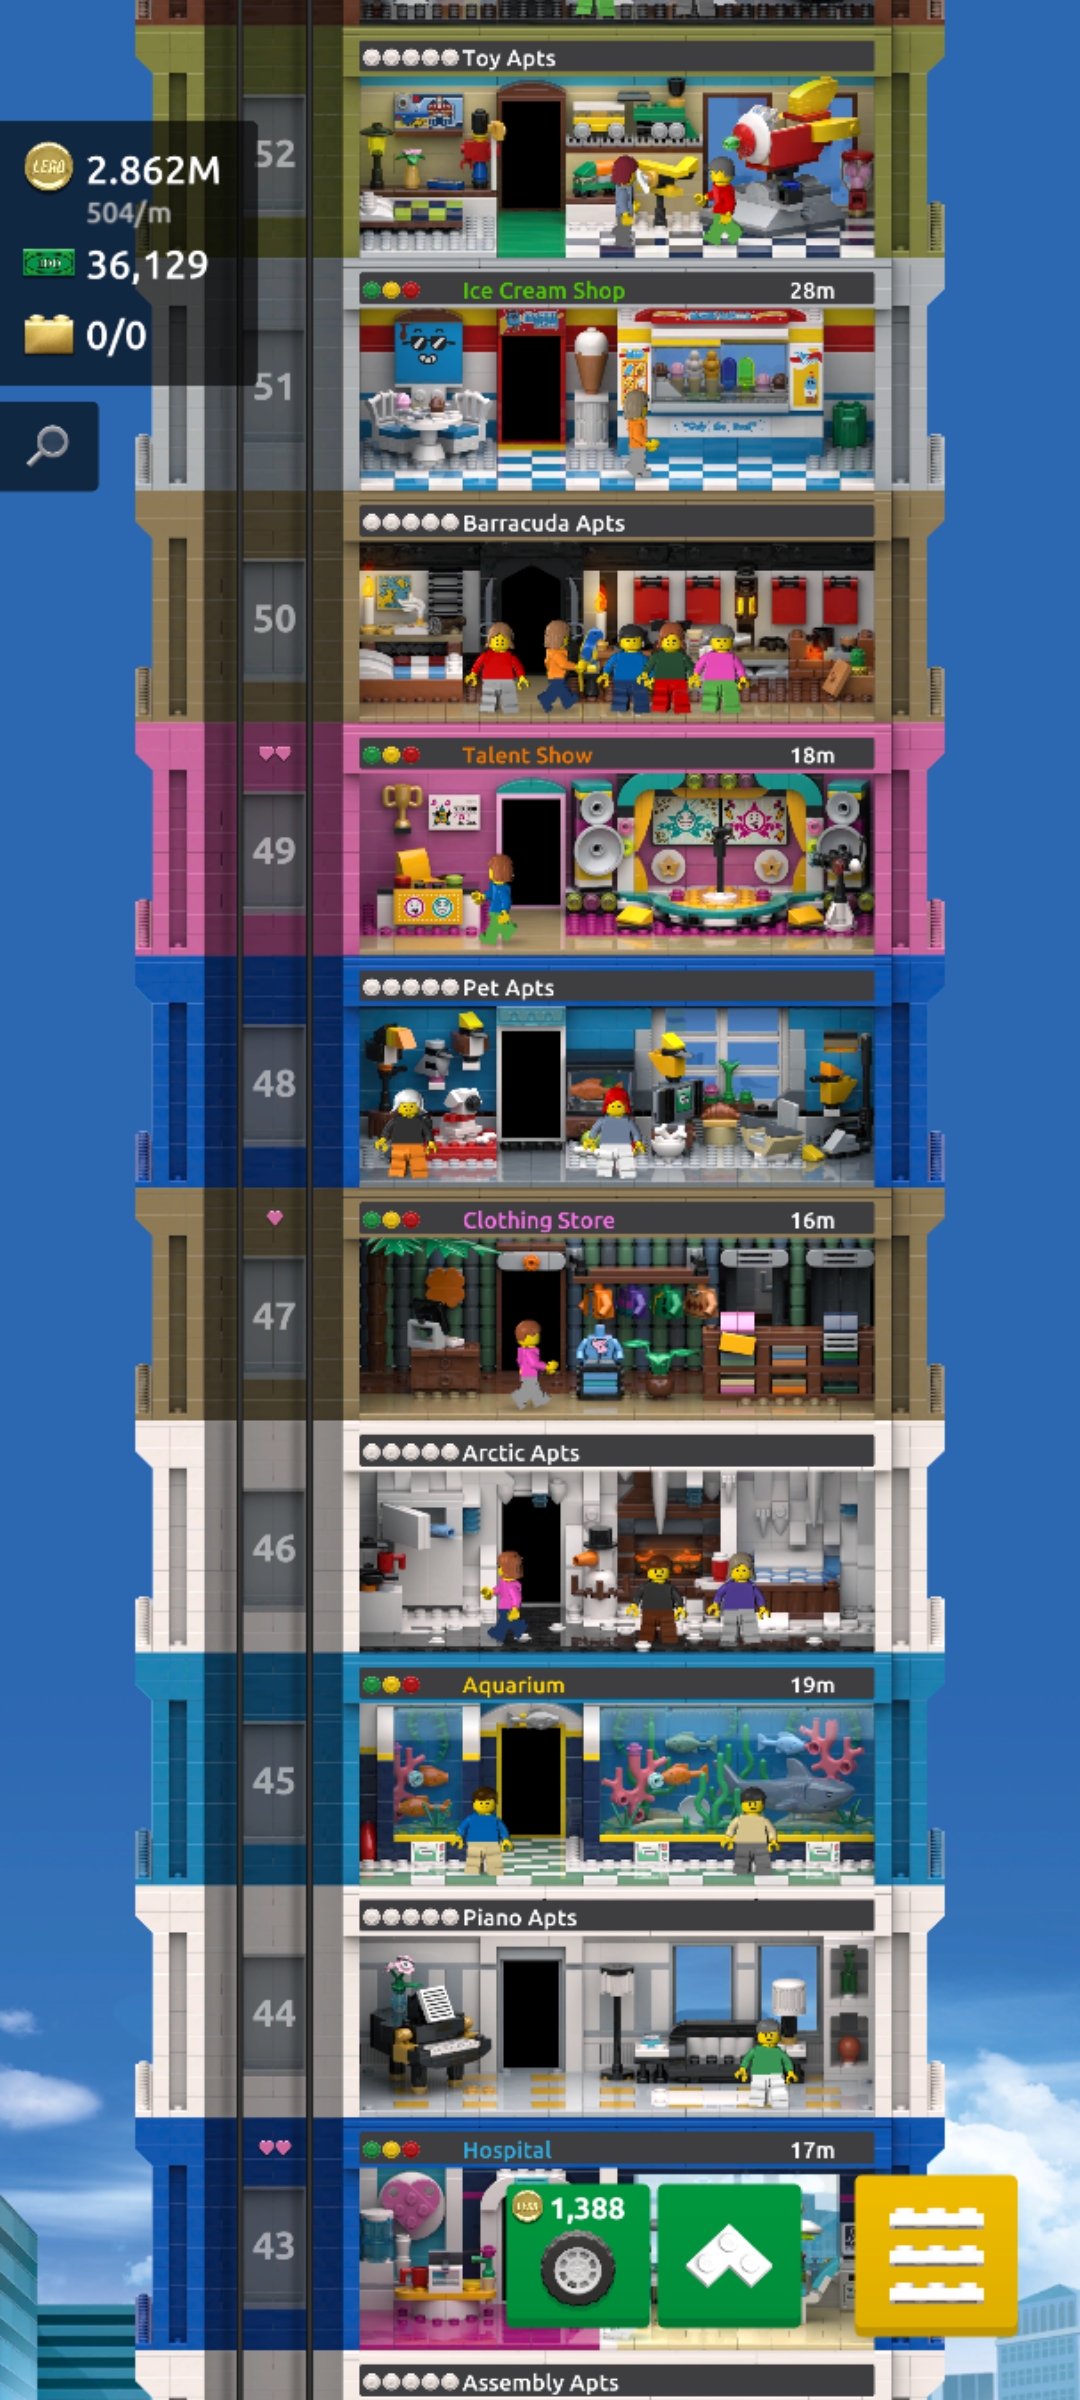 Toy Apts
52
LEGO 2.862M
504/m
36,129
0/0
Ice Cream Shop 28m
51
Barracuda Apts
50
Talent Show 18m
49
Pet Apts
48
Clothing Store 16m
47
Arctic Apts
46
Aquarium 19m
45
Piano Apts
44
Hospital 17m
1,388
43
Assembly Apts